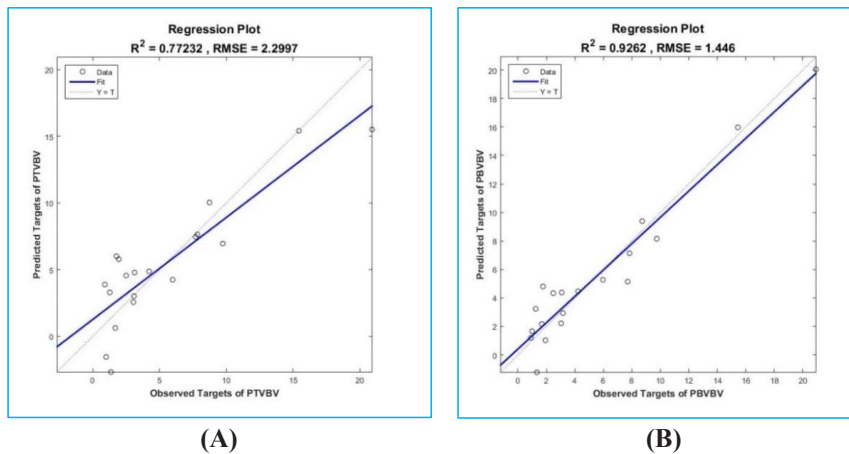 Regression Plot
R² = 0.77232 , RMSE = 2.2997
Data
Fit
Y = T
20
15
10
5
0
0
5
10
15
20
Predicted Targets of PTVBV
Observed Targets of PTVBV
(A)
Regression Plot
R² = 0.9262 , RMSE = 1.446
Data
Fit
Y = T
20
18
16
14
12
10
8
6
4
2
0
0
2
4
6
8
10
12
14
16
18
20
Predicted Targets of PBVBV
Observed Targets of PBVBV
(B)